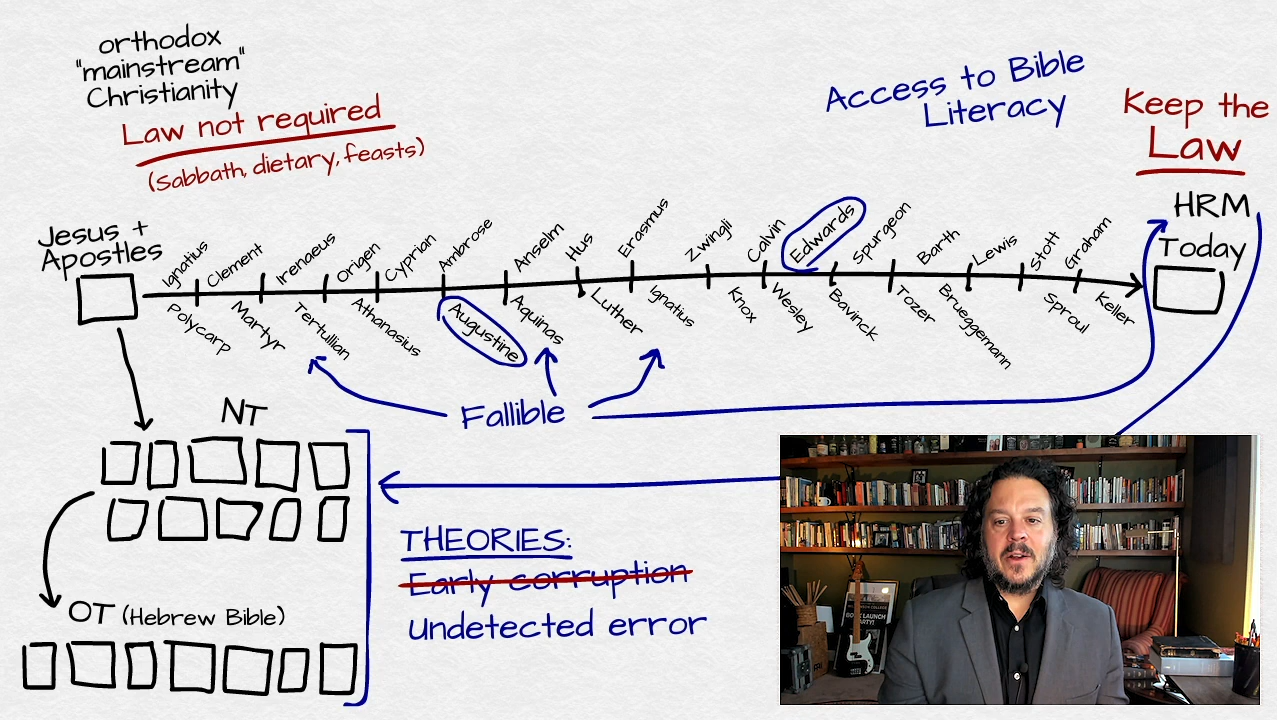 orthodox
"mainstream"
Christianity
Law not required
(Sabbath, dietary, feasts)
Access to Bible
Literacy
Keep the
Law
HRM
Today
Jesus +
Apostles
Ignatius
Clement
Irenaeus
Origen
Cyprian
Ambrose
Anselm
Hus
Erasmus
Zwingli
Calvin
Edwards
Spurgeon
Barth
Lewis
Stott
Graham
Polycarp
Martyr
Tertullian
Athanasius
Augustine
Aquinas
Luther
Ignatius
Knox
Wesley
Bavinck
Tozer
Brueggemann
Sproul
Keller
Fallible
NT
THEORIES:
Early corruption
Undetected error
OT (Hebrew Bible)
COLLEGE
LAUNCH
PARTY!